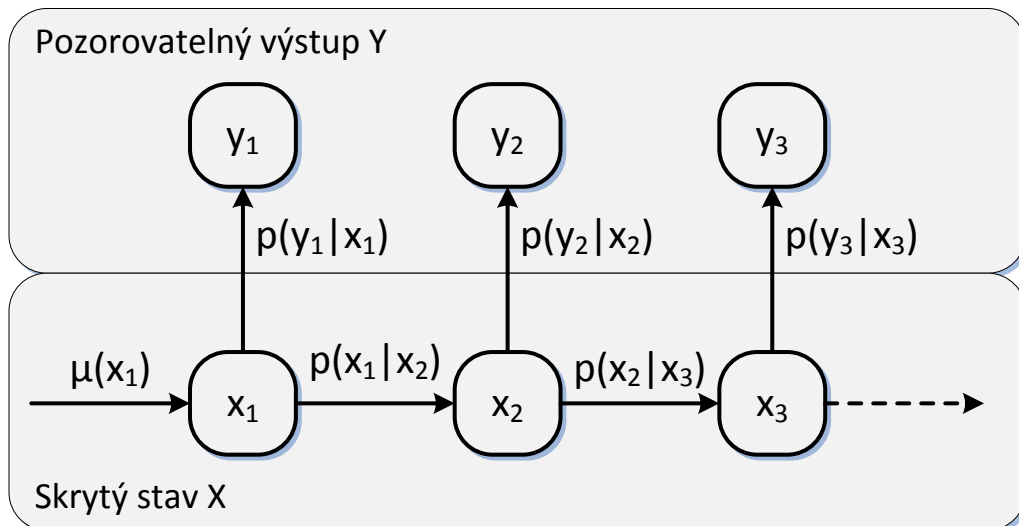 Pozorovatelný výstup Y
y₁ y₂ y₃
p(y₁|x₁) p(y₂|x₂) p(y₃|x₃)
μ(x₁) p(x₁|x₂) p(x₂|x₃)
x₁ x₂ x₃
Skrytý stav X